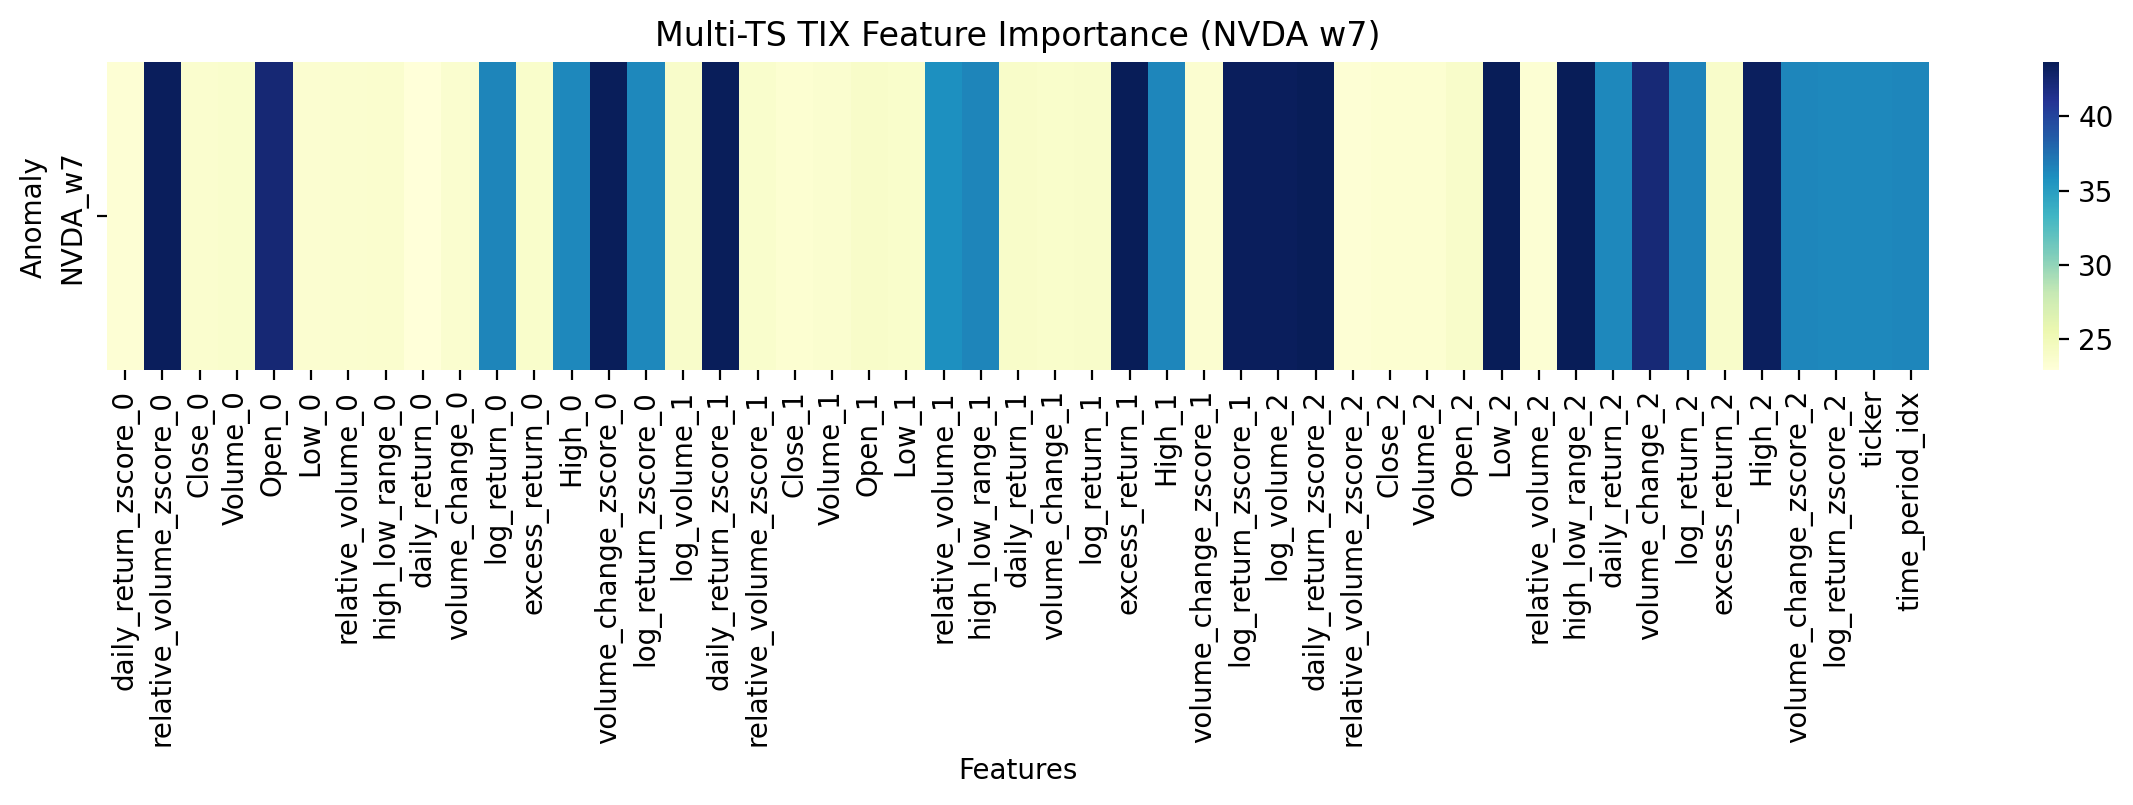 Multi-TS TIX Feature Importance (NVDA w7)
Anomaly
NVDA_w7
40
35
30
25
daily_return_zscore_0
relative_volume_zscore_0
Close_0
Volume_0
Open_0
Low_0
relative_volume_0
high_low_range_0
daily_return_0
volume_change_0
log_return_0
excess_return_0
High_0
volume_change_zscore_0
log_return_zscore_0
log_volume_1
daily_return_zscore_1
relative_volume_zscore_1
Close_1
Volume_1
Open_1
Low_1
relative_volume_1
high_low_range_1
daily_return_1
volume_change_1
log_return_1
excess_return_1
High_1
volume_change_zscore_1
log_return_zscore_1
log_volume_2
daily_return_zscore_2
relative_volume_zscore_2
Close_2
Volume_2
Open_2
Low_2
relative_volume_2
high_low_range_2
daily_return_2
volume_change_2
log_return_2
excess_return_2
High_2
volume_change_zscore_2
log_return_zscore_2
ticker
time_period_idx
Features